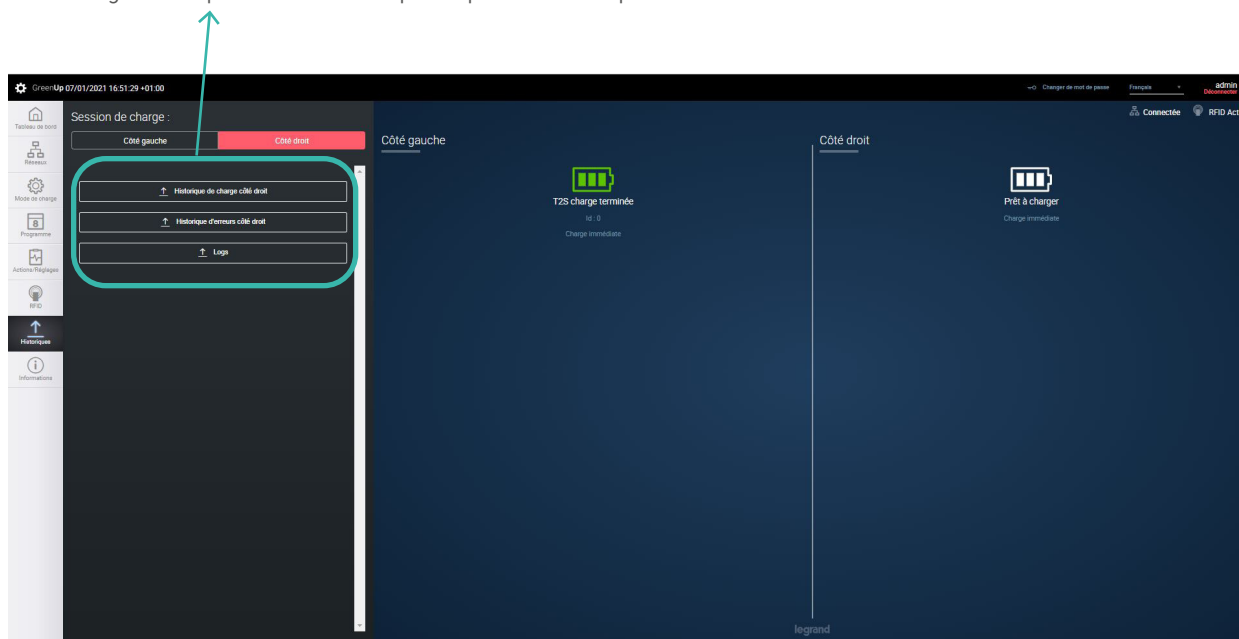 GreenUp 07/01/2021 16:51:29 +01:00
Changer de mot de passe
Français
admin
Déconnecter
Connectée
RFID Act
Tableau de bord
Réseaux
Mode de charge
8
Programme
Actions/Réglages
RFID
Historiques
Informations
Session de charge :
Côté gauche
Côté droit
Historique de charge côté droit
Historique d'erreurs côté droit
Logs
Côté gauche
T2S charge terminée
Id : 0
Charge immédiate
Côté droit
Prêt à charger
Charge immédiate
legrand